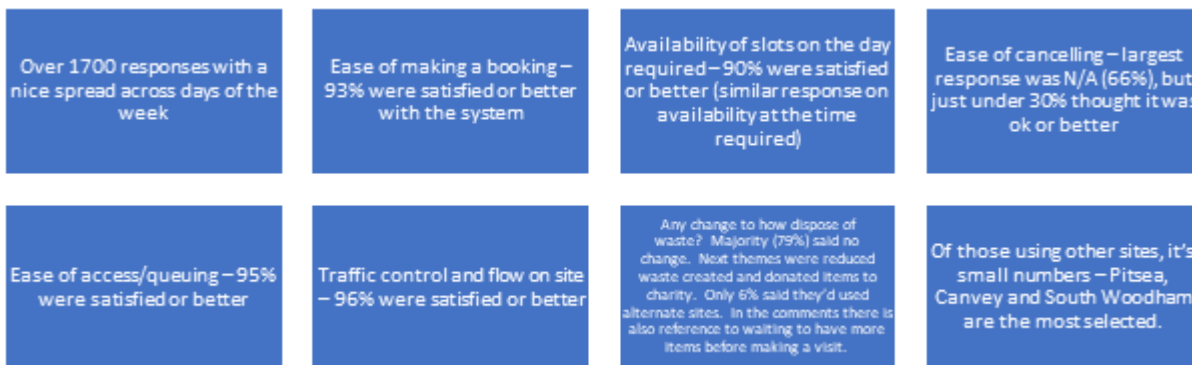 Over 1700 responses with a
nice spread across days of the
week
Ease of making a booking –
93% were satisfied or better
with the system
Availability of slots on the day
required – 90% were satisfied
or better (similar response on
availability at the time
required)
Ease of cancelling – largest
response was N/A (66%), but
just under 30% thought it was
ok or better
Ease of access/queuing – 95%
were satisfied or better
Traffic control and flow on site
– 96% were satisfied or better
Any change to how dispose of
waste? Majority (79%) said no
change. Next themes were reduced
waste created and donated items to
charity. Only 6% said they'd used
alternate sites. In the comments there is
also reference to waiting to have more
items before making a visit.
Of those using other sites, it's
small numbers – Pitsea,
Canvey and South Woodham
are the most selected.